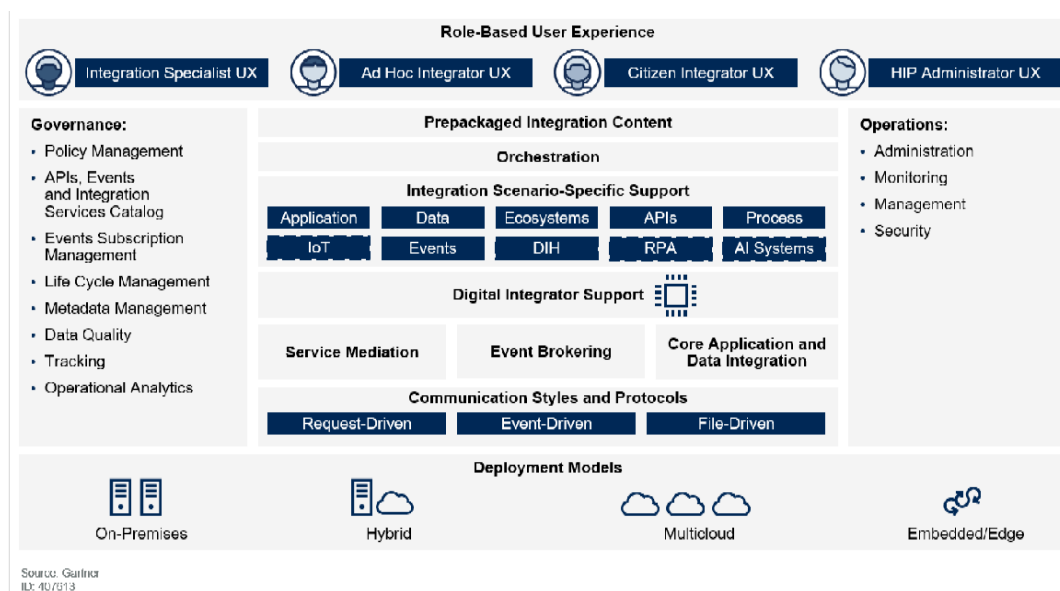 Role-Based User Experience
Integration Specialist UX
Ad Hoc Integrator UX
Citizen Integrator UX
HIP Administrator UX
Governance:
• Policy Management
• APIs, Events
and Integration
Services Catalog
• Events Subscription
Management
• Life Cycle Management
• Metadata Management
• Data Quality
• Tracking
• Operational Analytics
Prepackaged Integration Content
Orchestration
Integration Scenario-Specific Support
Application
Data
Ecosystems
APIs
Process
IoT
Events
DIH
RPA
AI Systems
Digital Integrator Support
Service Mediation
Event Brokering
Core Application and
Data Integration
Communication Styles and Protocols
Request-Driven
Event-Driven
File-Driven
Operations:
• Administration
• Monitoring
• Management
• Security
Deployment Models
On-Premises
Hybrid
Multicloud
Embedded/Edge
Source: Gartner
ID: 407613